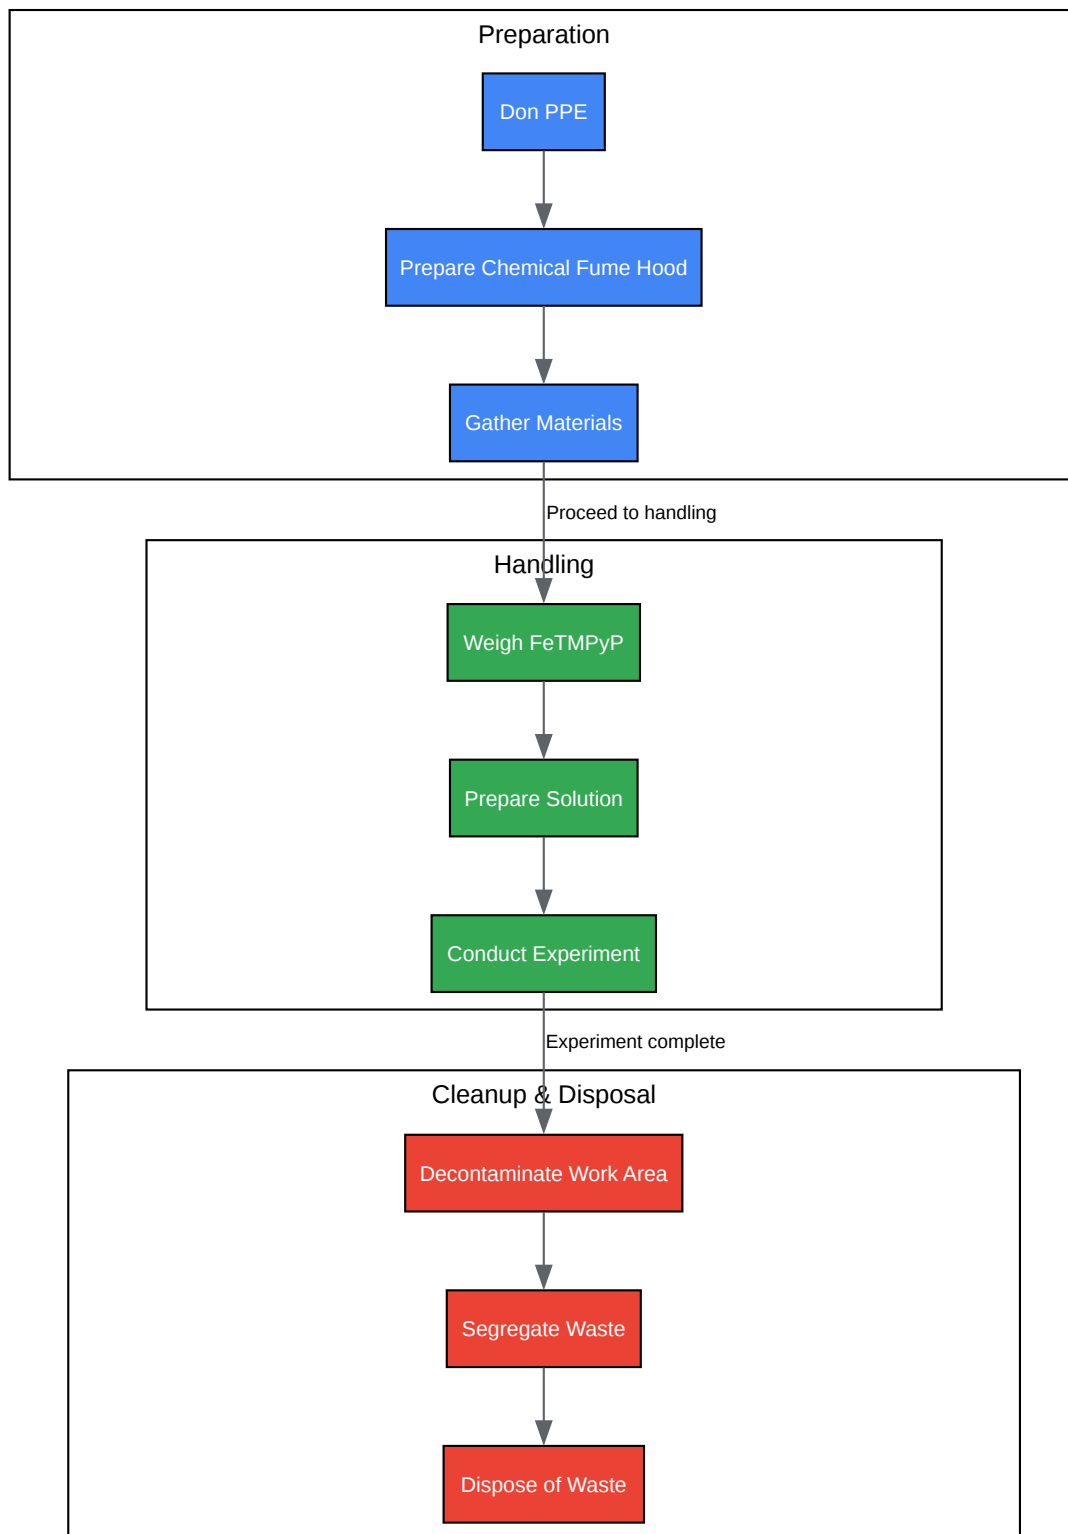 Preparation
Don PPE
Prepare Chemical Fume Hood
Gather Materials
Proceed to handling
Handling
Weigh FeTMPyP
Prepare Solution
Conduct Experiment
Experiment complete
Cleanup & Disposal
Decontaminate Work Area
Segregate Waste
Dispose of Waste